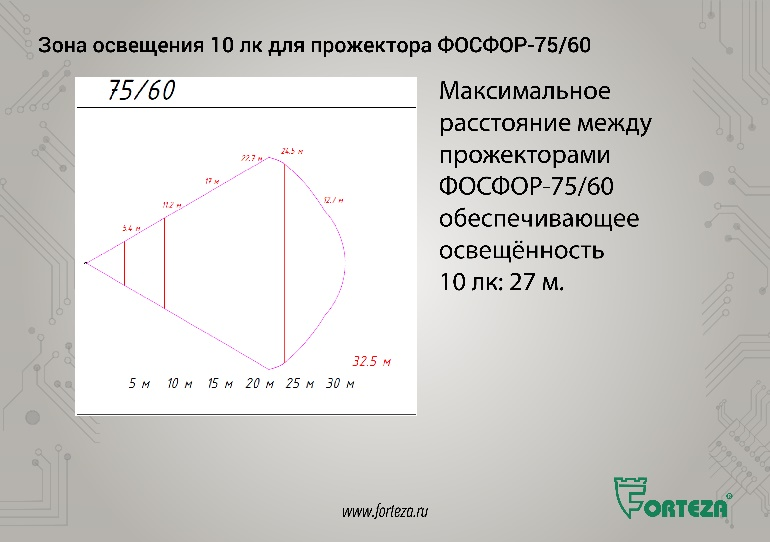 Зона освещения 10 лк для прожектора ФОСФОР-75/60
75/60
5.4 м
11.2 м
17 м
22.7 м
24.5 м
12.7 м
32.5 м
5 м 10 м 15 м 20 м 25 м 30 м
Максимальное
расстояние между
прожекторами
ФОСФОР-75/60
обеспечивающее
освещённость
10 лк: 27 м.
www.forteza.ru
FORTEZA®